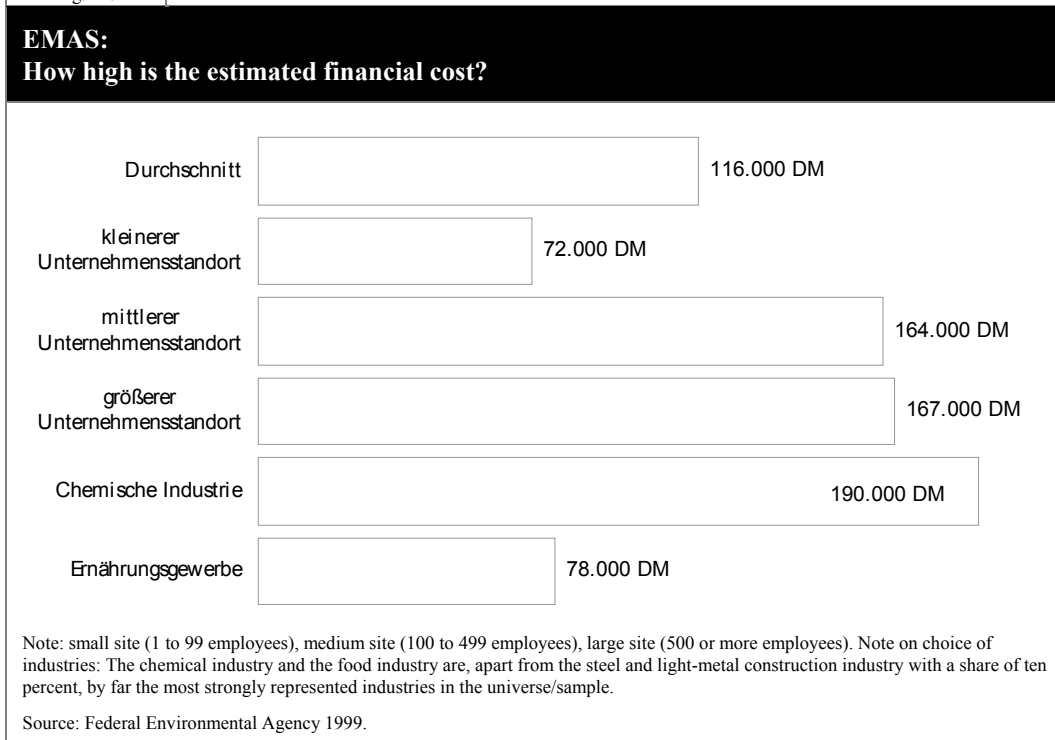 EMAS:
How high is the estimated financial cost?
Durchschnitt
116.000 DM
kleinerer
Unternehmensstandort
72.000 DM
mittlerer
Unternehmensstandort
164.000 DM
größerer
Unternehmensstandort
167.000 DM
Chemische Industrie
190.000 DM
Ernährungsgewerbe
78.000 DM
Note: small site (1 to 99 employees), medium site (100 to 499 employees), large site (500 or more employees). Note on choice of
industries: The chemical industry and the food industry are, apart from the steel and light-metal construction industry with a share of ten
percent, by far the most strongly represented industries in the universe/sample.
Source: Federal Environmental Agency 1999.